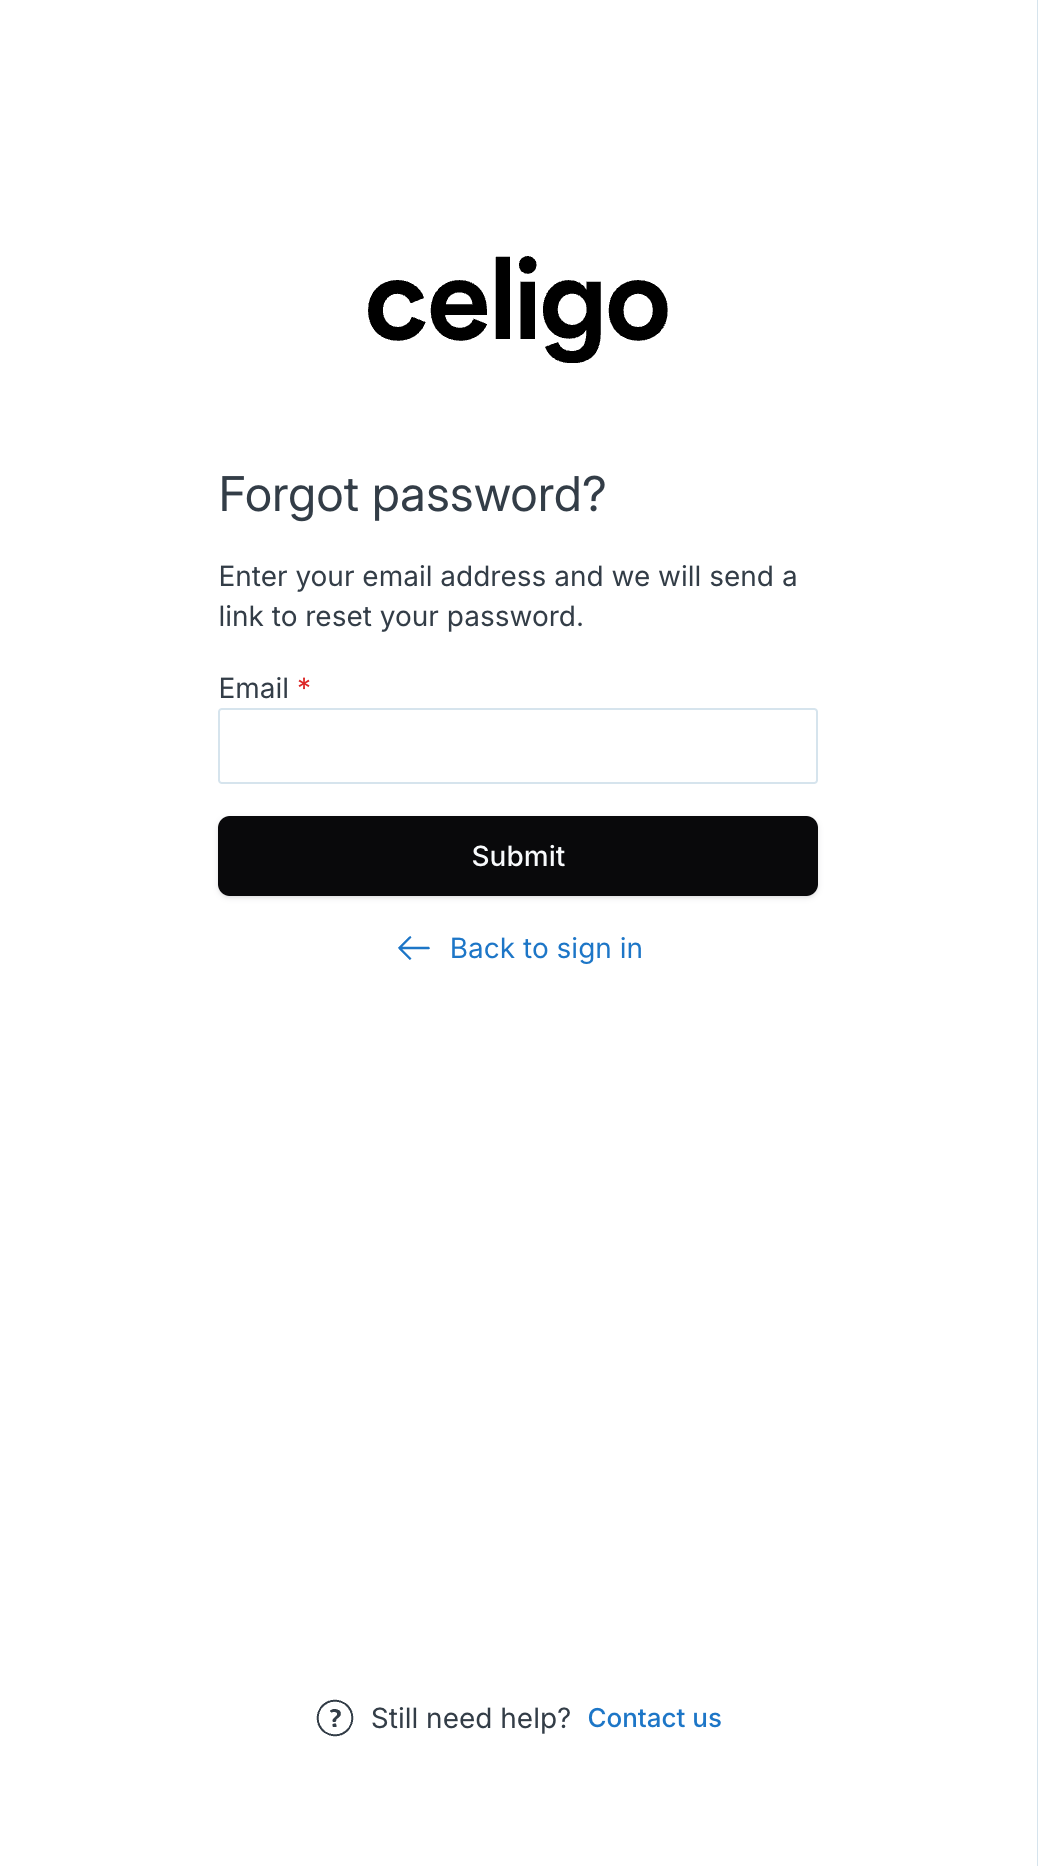 celigo
Forgot password?
Enter your email address and we will send a
link to reset your password.
Email *
Submit
← Back to sign in
? Still need help? Contact us